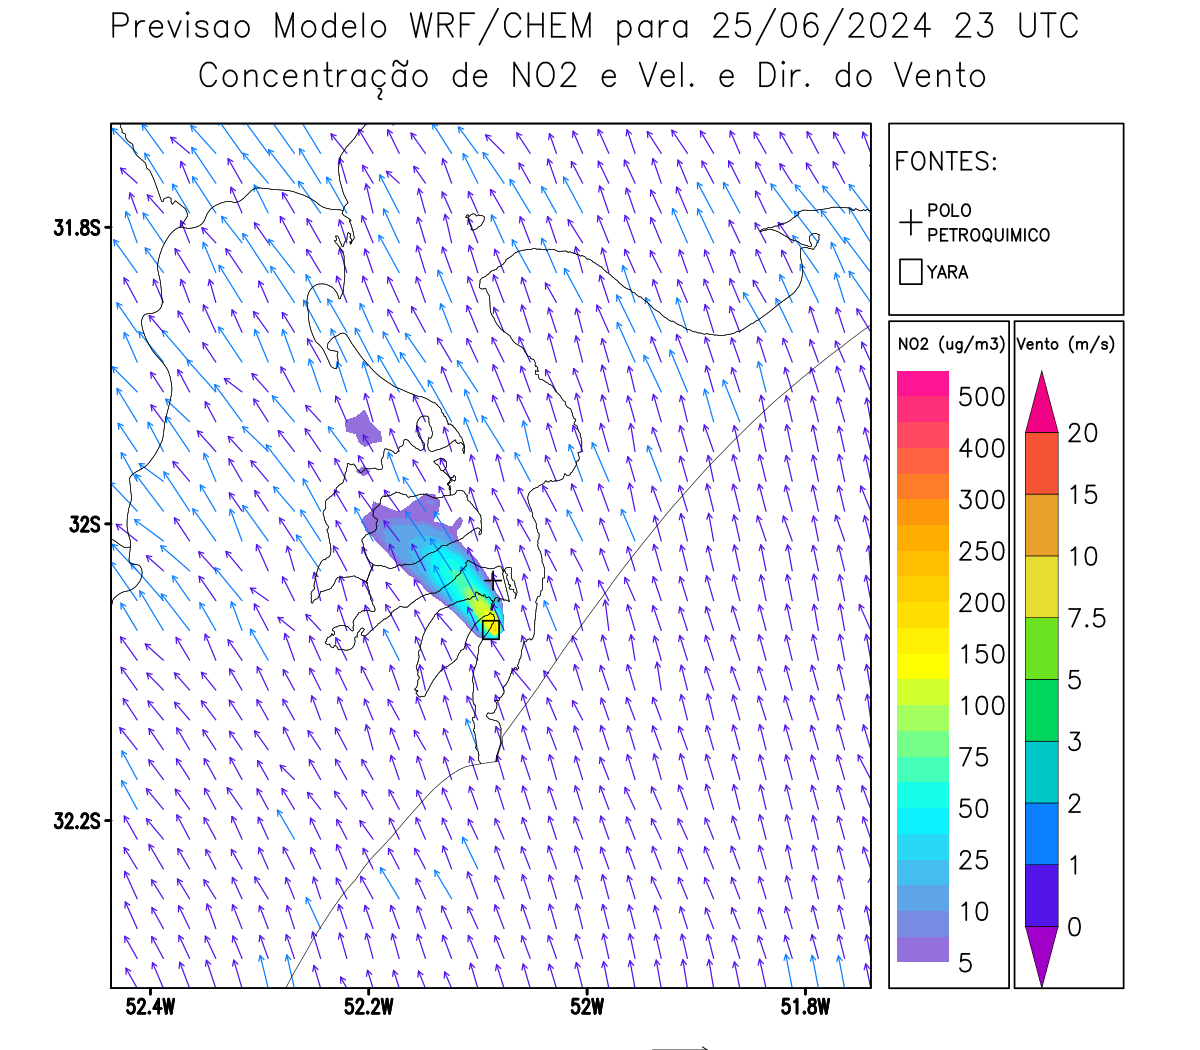 Previsao Modelo WRF/CHEM para 25/06/2024 23 UTC
Concentração de NO2 e Vel. e Dir. do Vento
FONTES:
POLO
PETROQUIMICO
YARA
31.8S
32S
32.2S
52.4W
52.2W
52W
51.8W
NO2 (ug/m3)
500
400
300
250
200
150
100
75
50
25
10
5
Vento (m/s)
20
15
10
7.5
5
3
2
1
0